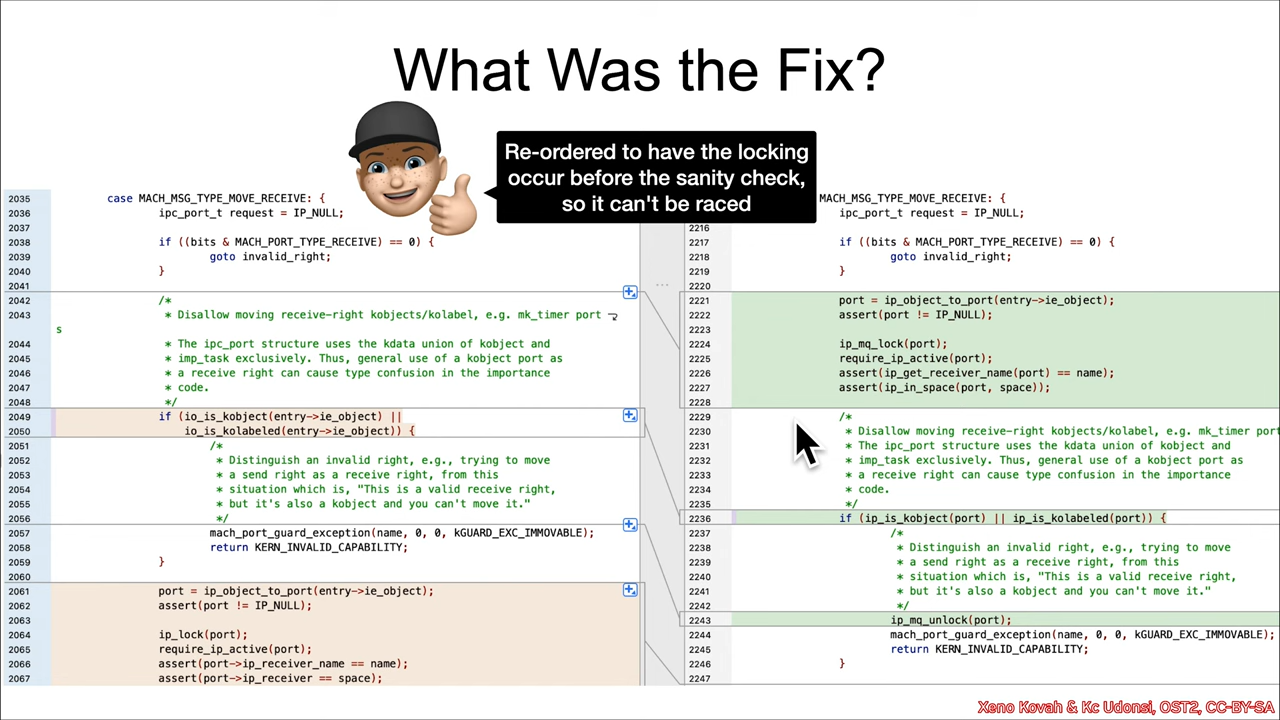 What Was the Fix?
Re-ordered to have the locking
occur before the sanity check,
so it can't be raced
2035 case MACH_MSG_TYPE_MOVE_RECEIVE: {
2036 ipc_port_t request = IP_NULL;
2037
2038 if ((bits & MACH_PORT_TYPE_RECEIVE) == 0) {
2039 goto invalid_right;
2040 }
2041
2042 /*
2043 * Disallow moving receive-right kobjects/kolabel, e.g. mk_timer port
s
2044 * The ipc_port structure uses the kdata union of kobject and
2045 * imp_task exclusively. Thus, general use of a kobject port as
2046 * a receive right can cause type confusion in the importance
2047 * code.
2048 */
2049 if (io_is_kobject(entry->ie_object) ||
2050 io_is_kolabeled(entry->ie_object)) {
2051 /*
2052 * Distinguish an invalid right, e.g., trying to move
2053 * a send right as a receive right, from this
2054 * situation which is, "This is a valid receive right,
2055 * but it's also a kobject and you can't move it."
2056 */
2057 mach_port_guard_exception(name, 0, 0, kGUARD_EXC_IMMOVABLE);
2058 return KERN_INVALID_CAPABILITY;
2059 }
2060
2061 port = ip_object_to_port(entry->ie_object);
2062 assert(port != IP_NULL);
2063
2064 ip_lock(port);
2065 require_ip_active(port);
2066 assert(port->ip_receiver_name == name);
2067 assert(port->ip_receiver == space);
MACH_MSG_TYPE_MOVE_RECEIVE: {
ipc_port_t request = IP_NULL;
2216
2217 if ((bits & MACH_PORT_TYPE_RECEIVE) == 0) {
2218 goto invalid_right;
2219 }
2220
2221 port = ip_object_to_port(entry->ie_object);
2222 assert(port != IP_NULL);
2223
2224 ip_mq_lock(port);
2225 require_ip_active(port);
2226 assert(ip_get_receiver_name(port) == name);
2227 assert(ip_in_space(port, space));
2228
2229 /*
2230 * Disallow moving receive-right kobjects/kolabel, e.g. mk_timer port
2231 * The ipc_port structure uses the kdata union of kobject and
2232 * imp_task exclusively. Thus, general use of a kobject port as
2233 * a receive right can cause type confusion in the importance
2234 * code.
2235 */
2236 if (ip_is_kobject(port) || ip_is_kolabeled(port)) {
2237 /*
2238 * Distinguish an invalid right, e.g., trying to move
2239 * a send right as a receive right, from this
2240 * situation which is, "This is a valid receive right,
2241 * but it's also a kobject and you can't move it."
2242 */
2243 ip_mq_unlock(port);
2244 mach_port_guard_exception(name, 0, 0, kGUARD_EXC_IMMOVABLE);
2245 return KERN_INVALID_CAPABILITY;
2246 }
2247
Xeno Kovah & Kc Udonsi, OST2, CC-BY-SA